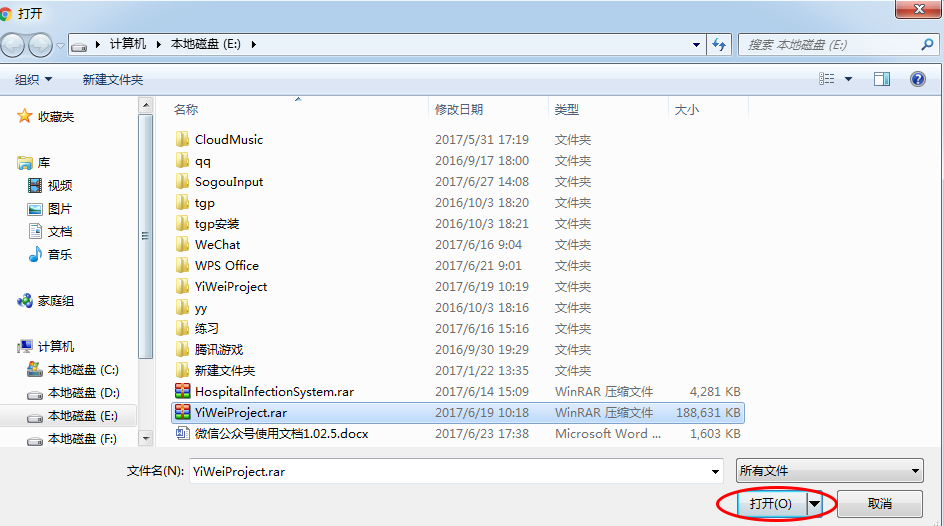 打开
计算机 本地磁盘 (E:)
搜索 本地磁盘 (E:)
组织 新建文件夹
收藏夹
库
视频
图片
文档
音乐
家庭组
计算机
本地磁盘 (C:)
本地磁盘 (D:)
本地磁盘 (E:)
本地磁盘 (F:)
名称 修改日期 类型 大小
CloudMusic 2017/5/31 17:19 文件夹
qq 2016/9/17 18:00 文件夹
SogouInput 2017/6/27 14:08 文件夹
tgp 2016/10/3 18:20 文件夹
tgp安装 2016/10/3 18:21 文件夹
WeChat 2017/6/16 9:04 文件夹
WPS Office 2017/6/21 9:01 文件夹
YiWeiProject 2017/6/19 10:19 文件夹
yy 2016/10/3 18:16 文件夹
练习 2017/6/16 15:16 文件夹
腾讯游戏 2016/9/30 19:29 文件夹
新建文件夹 2017/1/22 13:35 文件夹
HospitalInfectionSystem.rar 2017/6/14 15:09 WinRAR 压缩文件 4,281 KB
YiWeiProject.rar 2017/6/19 10:18 WinRAR 压缩文件 188,631 KB
微信公众号使用文档1.02.5.docx 2017/6/23 17:38 Microsoft Word ... 1,603 KB
文件名(N): YiWeiProject.rar 所有文件
打开(O) 取消